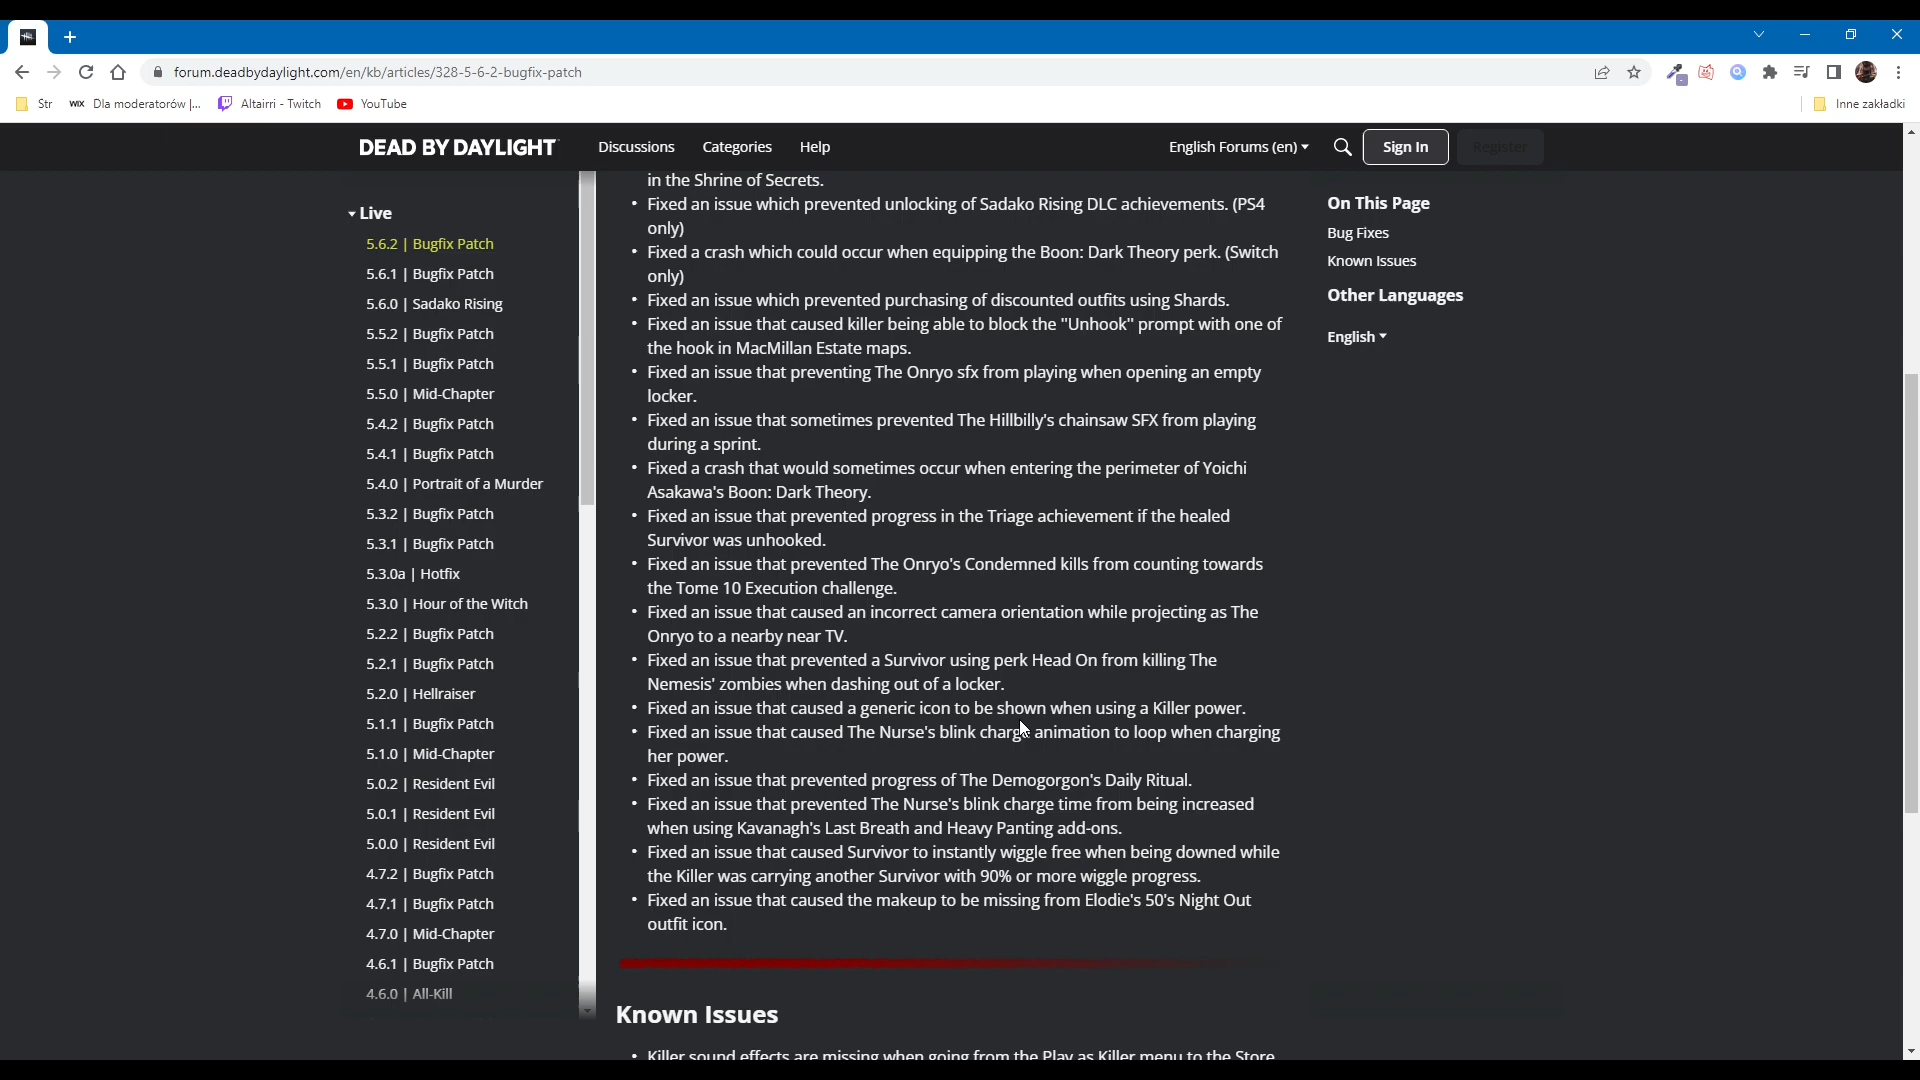 forum.deadbydaylight.com/en/kb/articles/328-5-6-2-bugfix-patch
Str
WIX Dla moderatorów |...
Altairri - Twitch
YouTube
Inne zakładki
DEAD BY DAYLIGHT
Discussions
Categories
Help
English Forums (en)
Sign In
Register
Live
5.6.2 | Bugfix Patch
5.6.1 | Bugfix Patch
5.6.0 | Sadako Rising
5.5.2 | Bugfix Patch
5.5.1 | Bugfix Patch
5.5.0 | Mid-Chapter
5.4.2 | Bugfix Patch
5.4.1 | Bugfix Patch
5.4.0 | Portrait of a Murder
5.3.2 | Bugfix Patch
5.3.1 | Bugfix Patch
5.3.0a | Hotfix
5.3.0 | Hour of the Witch
5.2.2 | Bugfix Patch
5.2.1 | Bugfix Patch
5.2.0 | Hellraiser
5.1.1 | Bugfix Patch
5.1.0 | Mid-Chapter
5.0.2 | Resident Evil
5.0.1 | Resident Evil
5.0.0 | Resident Evil
4.7.2 | Bugfix Patch
4.7.1 | Bugfix Patch
4.7.0 | Mid-Chapter
4.6.1 | Bugfix Patch
4.6.0 | All-Kill
in the Shrine of Secrets.
• Fixed an issue which prevented unlocking of Sadako Rising DLC achievements. (PS4
only)
• Fixed a crash which could occur when equipping the Boon: Dark Theory perk. (Switch
only)
• Fixed an issue which prevented purchasing of discounted outfits using Shards.
• Fixed an issue that caused killer being able to block the "Unhook" prompt with one of
the hook in MacMillan Estate maps.
• Fixed an issue that preventing The Onryo sfx from playing when opening an empty
locker.
• Fixed an issue that sometimes prevented The Hillbilly's chainsaw SFX from playing
during a sprint.
• Fixed a crash that would sometimes occur when entering the perimeter of Yoichi
Asakawa's Boon: Dark Theory.
• Fixed an issue that prevented progress in the Triage achievement if the healed
Survivor was unhooked.
• Fixed an issue that prevented The Onryo's Condemned kills from counting towards
the Tome 10 Execution challenge.
• Fixed an issue that caused an incorrect camera orientation while projecting as The
Onryo to a nearby near TV.
• Fixed an issue that prevented a Survivor using perk Head On from killing The
Nemesis' zombies when dashing out of a locker.
• Fixed an issue that caused a generic icon to be shown when using a Killer power.
• Fixed an issue that caused The Nurse's blink charge animation to loop when charging
her power.
• Fixed an issue that prevented progress of The Demogorgon's Daily Ritual.
• Fixed an issue that prevented The Nurse's blink charge time from being increased
when using Kavanagh's Last Breath and Heavy Panting add-ons.
• Fixed an issue that caused Survivor to instantly wiggle free when being downed while
the Killer was carrying another Survivor with 90% or more wiggle progress.
• Fixed an issue that caused the makeup to be missing from Elodie's 50's Night Out
outfit icon.
Known Issues
• Killer sound effects are missing when going from the Play as Killer menu to the Store
On This Page
Bug Fixes
Known Issues
Other Languages
English